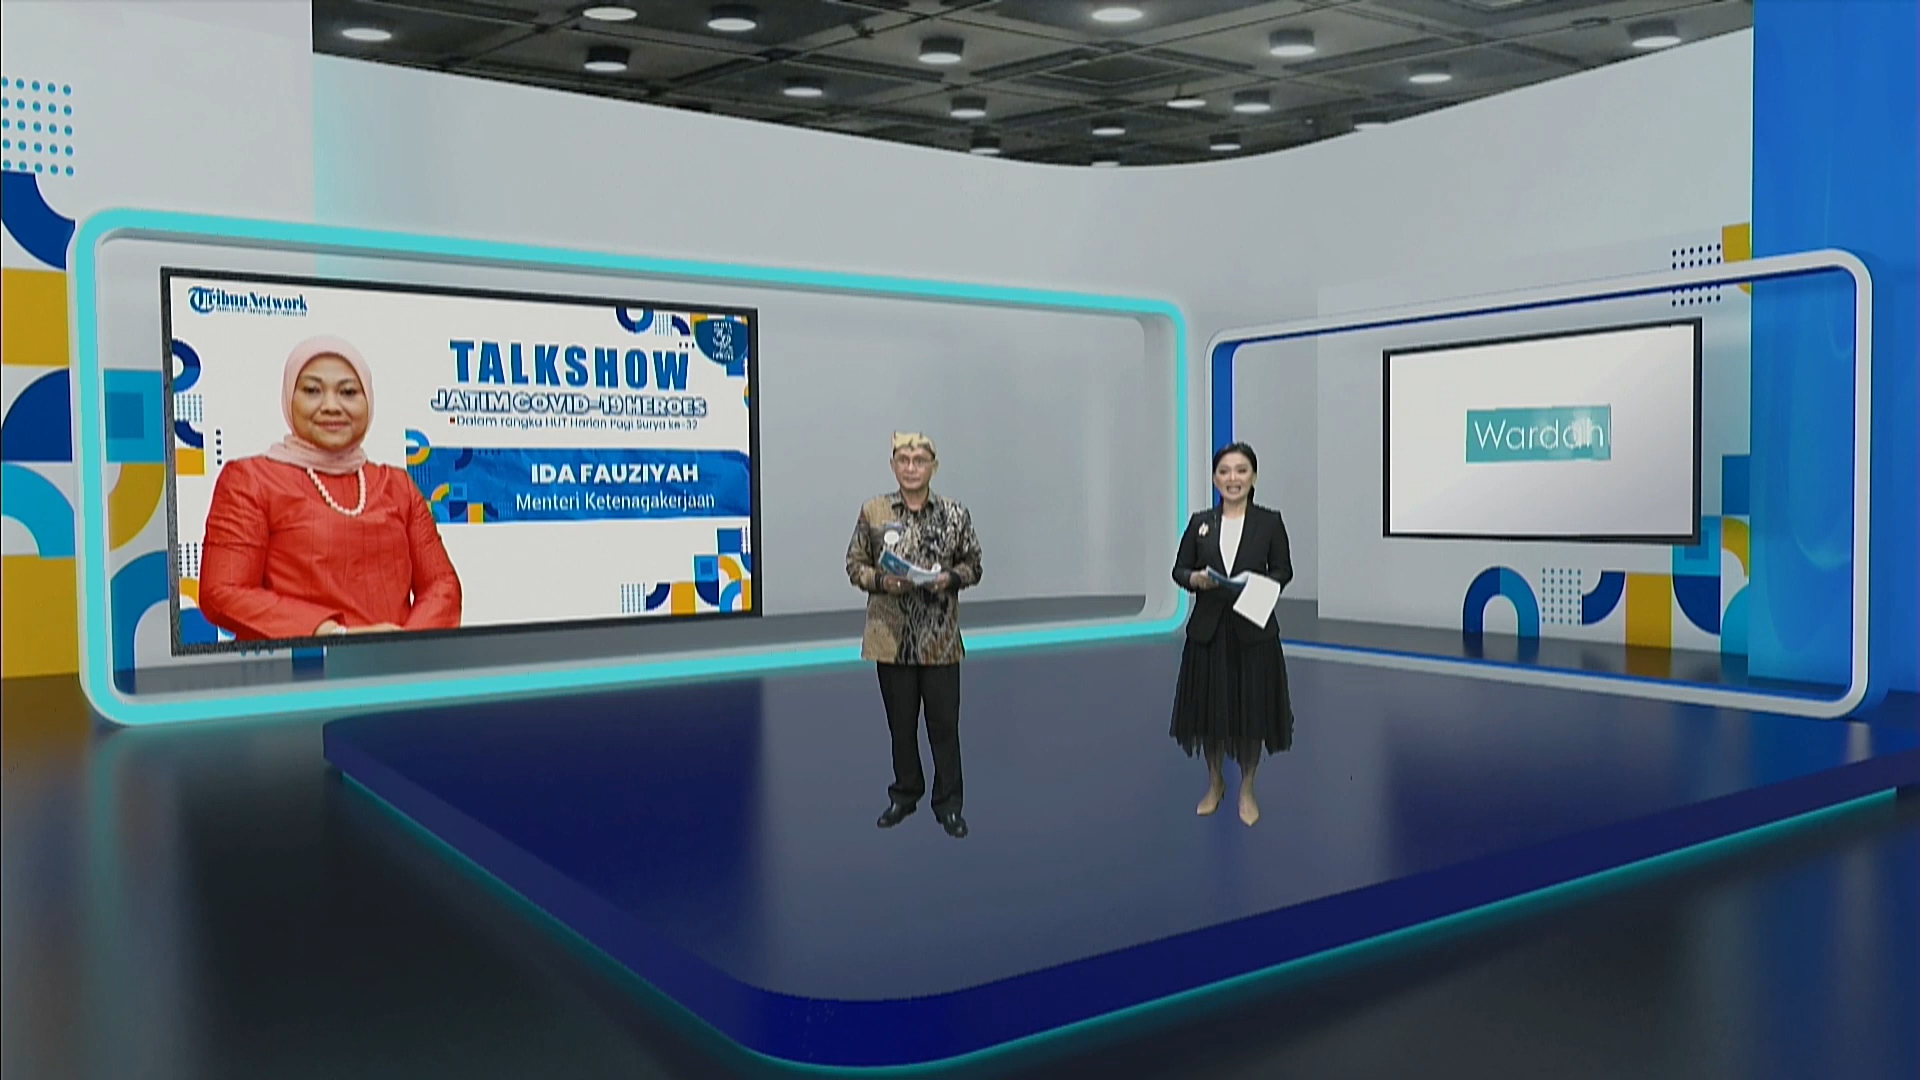 TribunNetwork
TALKSHOW
JATIM COVID-19 HEROES
Dalam rangka HUT Harian Pagi Surya ke-32
IDA FAUZIYAH
Menteri Ketenagakerjaan
32
Wardah